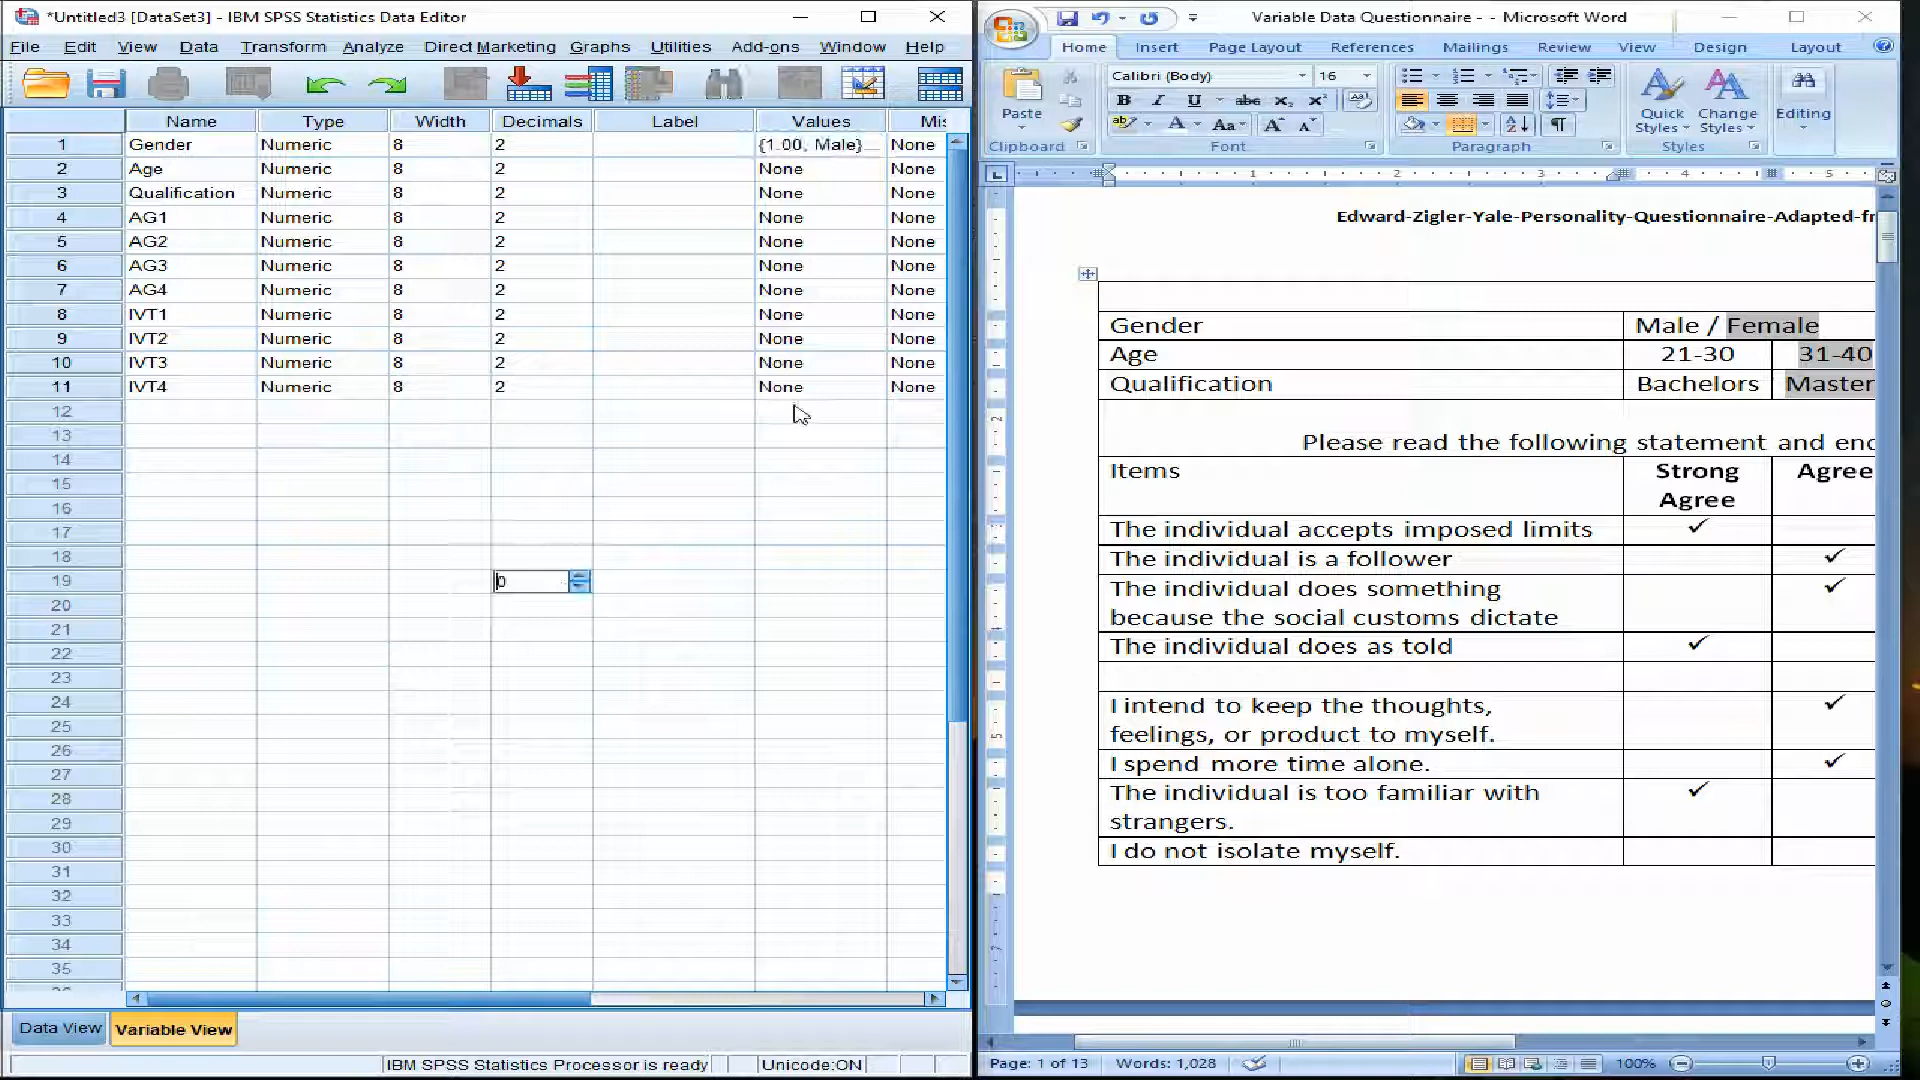 *Untitled3 [DataSet3] - IBM SPSS Statistics Data Editor
File Edit View Data Transform Analyze Direct Marketing Graphs Utilities Add-ons Window Help
Name Type Width Decimals Label Values Mis
1 Gender Numeric 8 2 {1.00, Male}... None
2 Age Numeric 8 2 None None
3 Qualification Numeric 8 2 None None
4 AG1 Numeric 8 2 None None
5 AG2 Numeric 8 2 None None
6 AG3 Numeric 8 2 None None
7 AG4 Numeric 8 2 None None
8 IVT1 Numeric 8 2 None None
9 IVT2 Numeric 8 2 None None
10 IVT3 Numeric 8 2 None None
11 IVT4 Numeric 8 2 None None
12
13
14
15
16
17
18
19 0
20
21
22
23
24
25
26
27
28
29
30
31
32
33
34
35
Data View Variable View
IBM SPSS Statistics Processor is ready Unicode:ON
Variable Data Questionnaire - - Microsoft Word
Home Insert Page Layout References Mailings Review View Design Layout
Calibri (Body) 16
Paste B I U abe X₂ X² Quick Styles Change Styles Editing
ab A Aa A A
Clipboard Font Paragraph Styles
1 2 3 4 5
Edward-Zigler-Yale-Personality-Questionnaire-Adapted-fr
Gender Male / Female
Age 21-30 31-40
Qualification Bachelors Master
Please read the following statement and enc
Items Strong Agree Agree
The individual accepts imposed limits ✓
The individual is a follower ✓
The individual does something
because the social customs dictate ✓
The individual does as told ✓
I intend to keep the thoughts,
feelings, or product to myself. ✓
I spend more time alone. ✓
The individual is too familiar with
strangers. ✓
I do not isolate myself.
Page: 1 of 13 Words: 1,028 100%